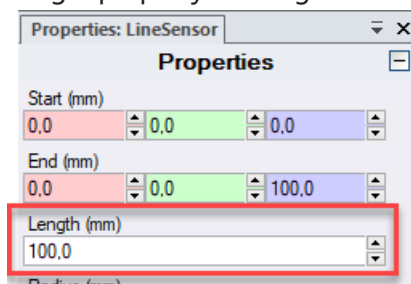 Properties: LineSensor
Properties
Start (mm)
0,0 0,0 0,0
End (mm)
0,0 0,0 100,0
Length (mm)
100,0